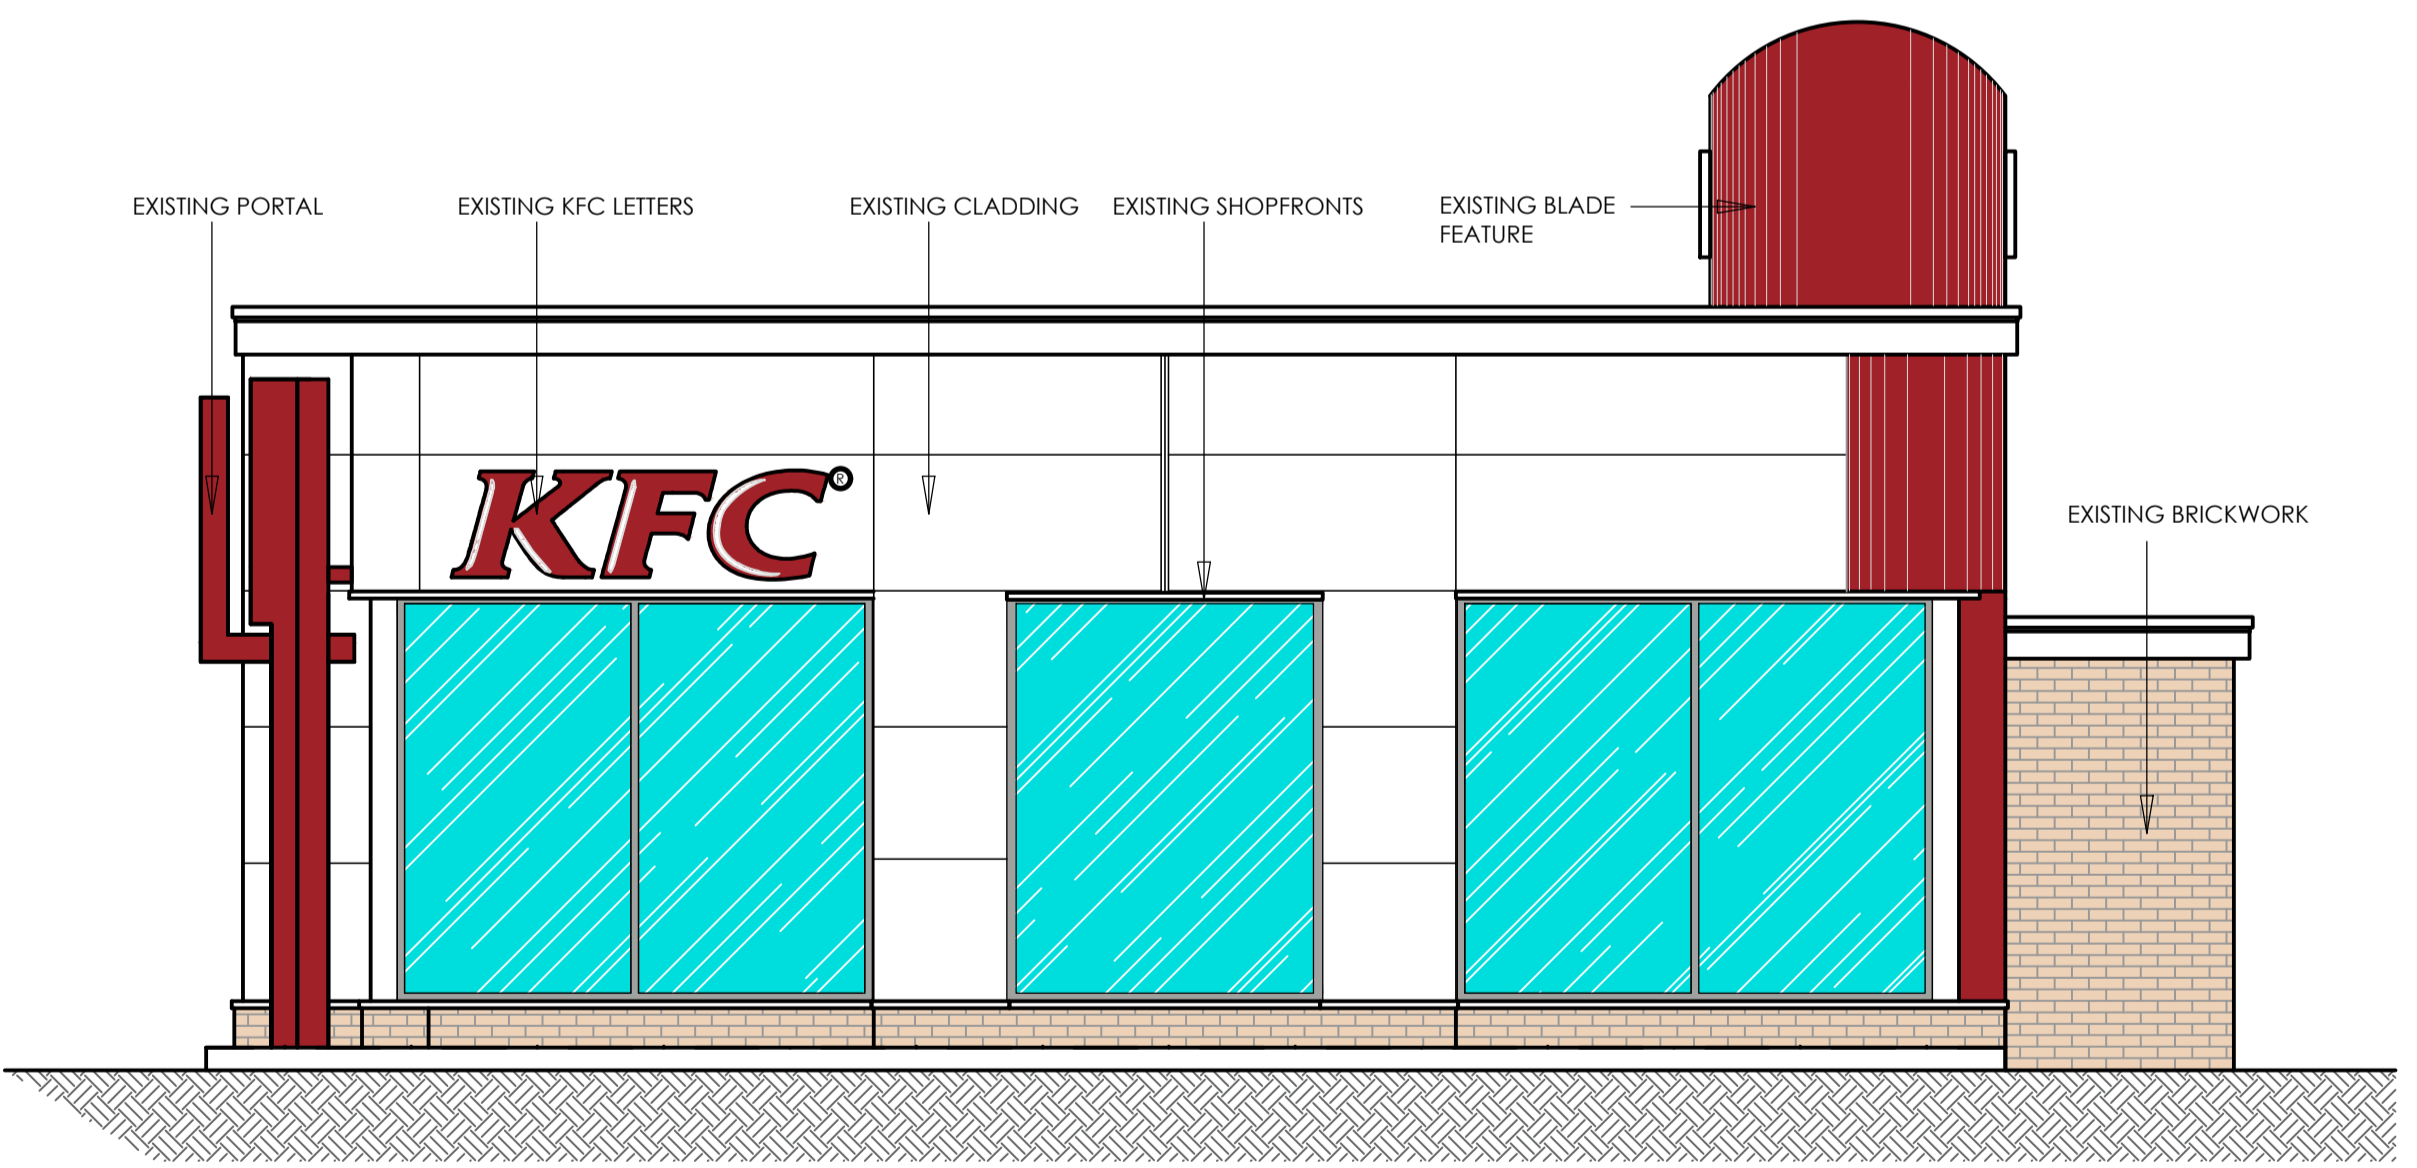 EXISTING PORTAL
EXISTING KFC LETTERS
EXISTING CLADDING
EXISTING SHOPFRONTS
EXISTING BLADE
FEATURE
KFC®
EXISTING BRICKWORK